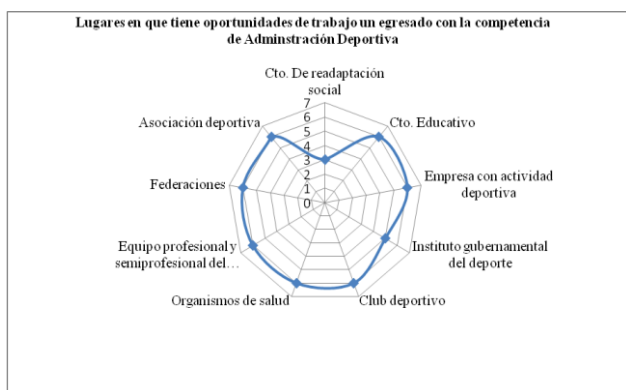 Lugares en que tiene oportunidades de trabajo un egresado con la competencia
de Adminstración Deportiva
Cto. De readaptación
social
Cto. Educativo
Empresa con actividad
deportiva
Instituto gubernamental
del deporte
Club deportivo
Organismos de salud
Equipo profesional y
semiprofesional del…
Federaciones
Asociación deportiva
7
6
5
4
3
2
1
0